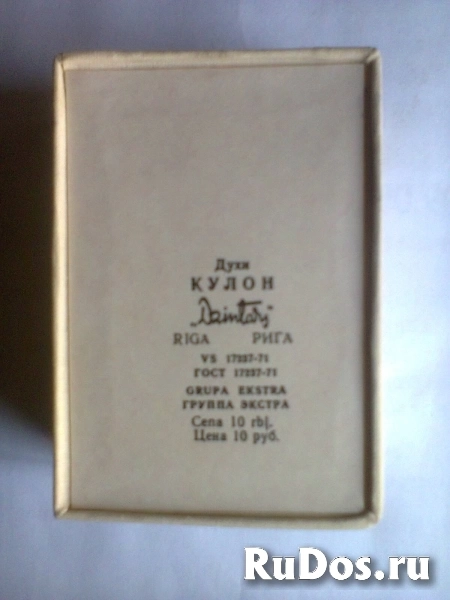 Духи
КУЛОН
„Dzintars"
RIGA РИГА
VS 17237-71
ГОСТ 17237-71
GRUPA EKSTRA
ГРУППА ЭКСТРА
Cena 10 rbļ.
Цена 10 руб.
RuDos.ru